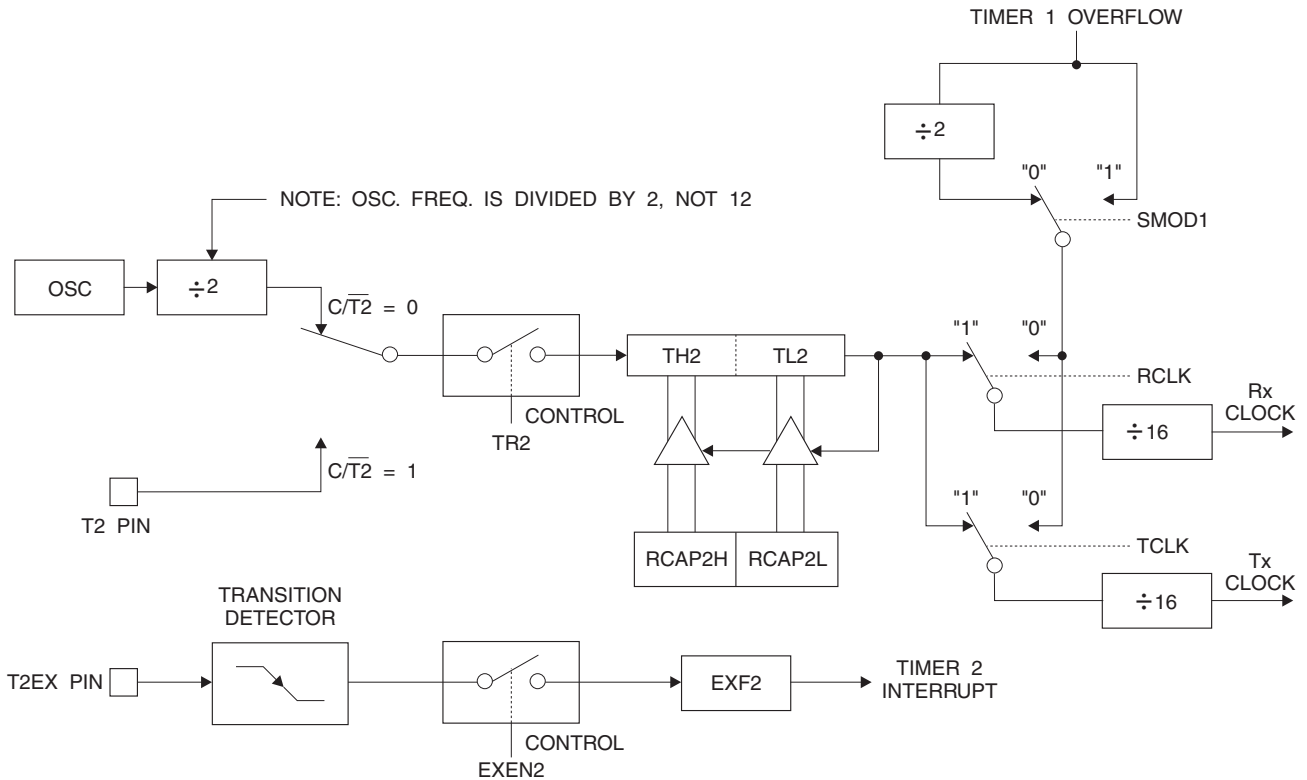 TIMER 1 OVERFLOW
÷2
"0"
"1"
NOTE: OSC. FREQ. IS DIVIDED BY 2, NOT 12
SMOD1
OSC
÷2
C/T̅2̅ = 0
"1"
"0"
TH2
TL2
RCLK
Rx
CLOCK
CONTROL
TR2
÷16
C/T̅2̅ = 1
T2 PIN
"1"
"0"
TCLK
RCAP2H
RCAP2L
Tx
CLOCK
÷16
TRANSITION
DETECTOR
T2EX PIN
EXF2
TIMER 2
INTERRUPT
CONTROL
EXEN2